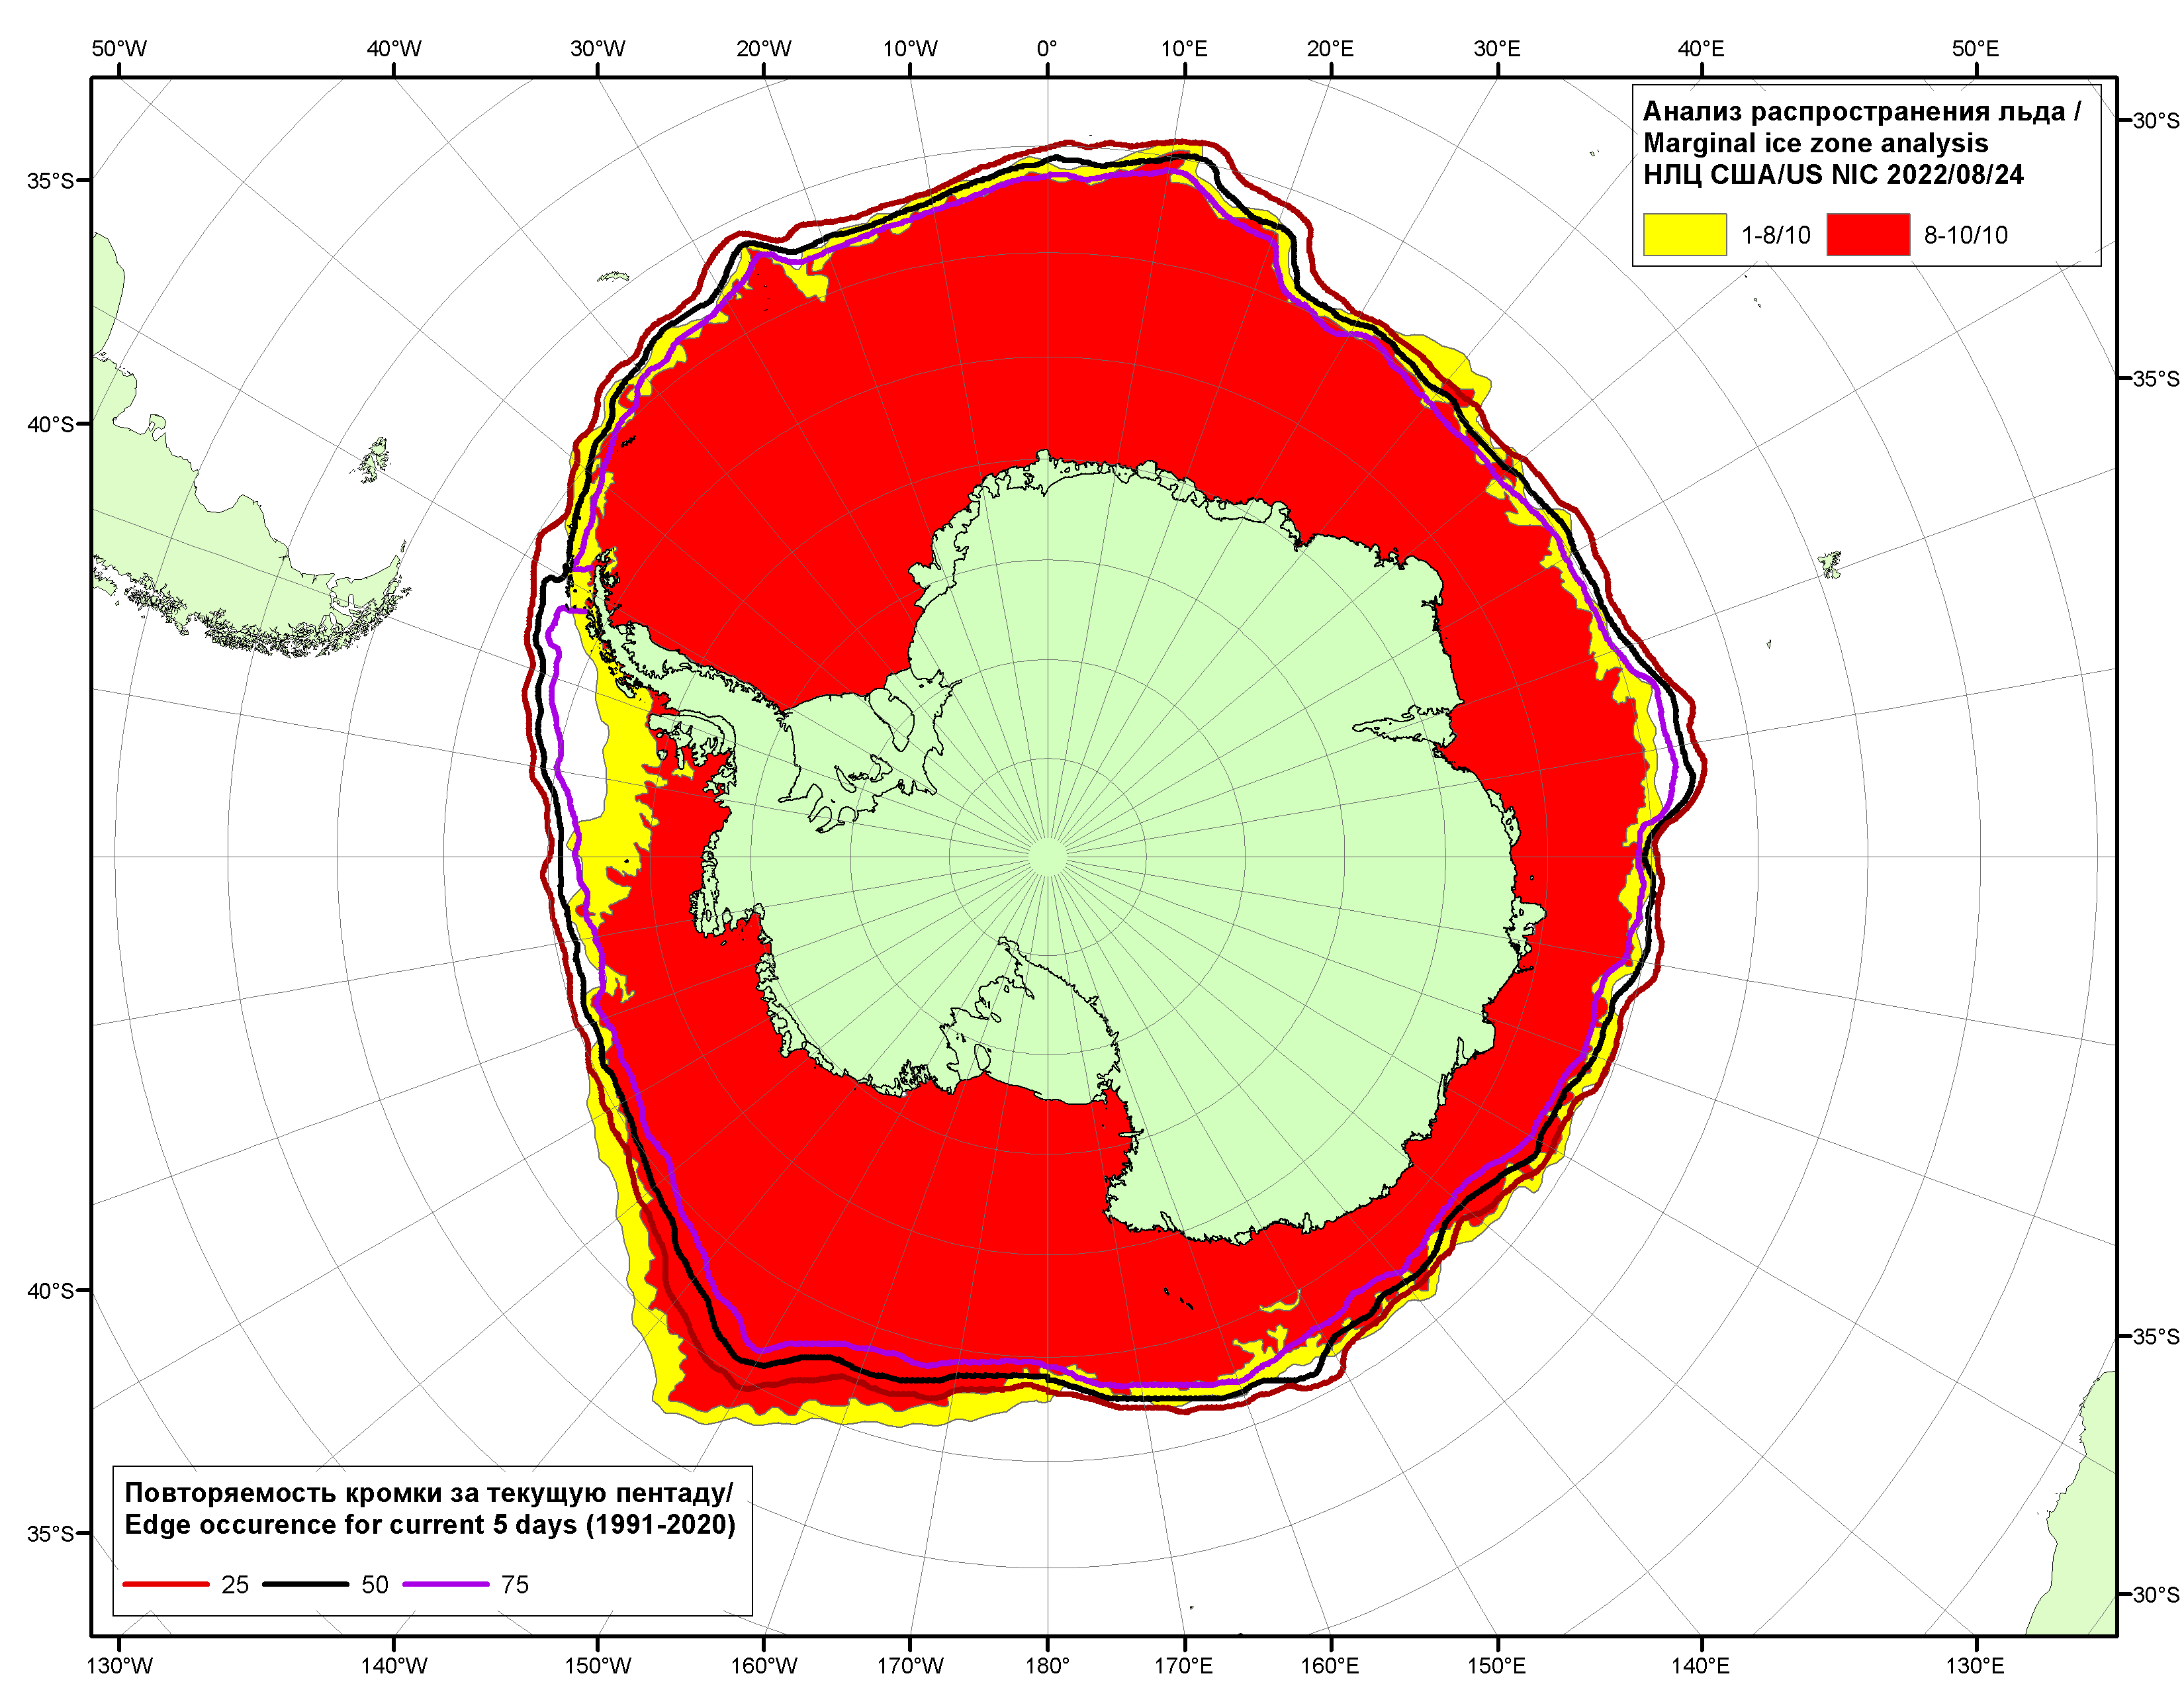 50°W 40°W 30°W 20°W 10°W 0° 10°E 20°E 30°E 40°E 50°E
Анализ распространения льда /
Marginal ice zone analysis
НЛЦ США/US NIC 2022/08/24
1-8/10 8-10/10
30°S
35°S
35°S
40°S
40°S
35°S
35°S
30°S
Повторяемость кромки за текущую пентаду/
Edge occurence for current 5 days (1991-2020)
25 50 75
130°W 140°W 150°W 160°W 170°W 180° 170°E 160°E 150°E 140°E 130°E